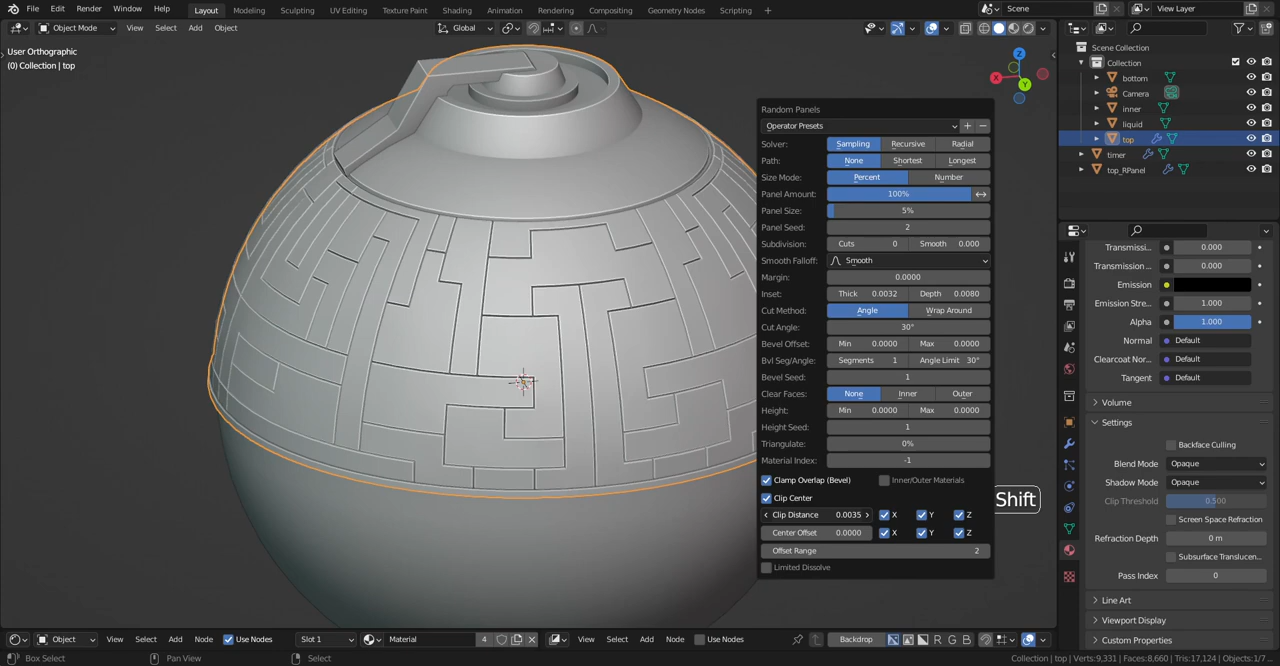 File Edit Render Window Help Layout Modeling Sculpting UV Editing Texture Paint Shading Animation Rendering Compositing Geometry Nodes Scripting + Scene View Layer
Object Mode View Select Add Object Global
User Orthographic
(0) Collection | top
Z
X
Y
Scene Collection
Collection
bottom
Camera
inner
liquid
top
timer
top_RPanel
Random Panels
Operator Presets
Solver: Sampling Recursive Radial
Path: None Shortest Longest
Size Mode: Percent Number
Panel Amount: 100%
Panel Size: 5%
Panel Seed: 2
Subdivision: Cuts 0 Smooth 0.000
Smooth Falloff: Smooth
Margin: 0.0000
Inset: Thick 0.0032 Depth 0.0080
Cut Method: Angle Wrap Around
Cut Angle: 30°
Bevel Offset: Min 0.0000 Max 0.0000
Bvl Seg/Angle: Segments 1 Angle Limit 30°
Bevel Seed: 1
Clear Faces: None Inner Outer
Height: Min 0.0000 Max 0.0000
Height Seed: 1
Triangulate: 0%
Material Index: -1
Clamp Overlap (Bevel) Inner/Outer Materials
Clip Center
Clip Distance 0.0035 X Y Z
Center Offset 0.0000 X Y Z
Offset Range 2
Limited Dissolve
Shift
Transmissi... 0.000
Transmissi... 0.000
Emission
Emission Stre... 1.000
Alpha 1.000
Normal Default
Clearcoat Nor... Default
Tangent Default
Volume
Settings
Backface Culling
Blend Mode Opaque
Shadow Mode Opaque
Clip Threshold 0.500
Screen Space Refraction
Refraction Depth 0 m
Subsurface Translucen...
Pass Index 0
Line Art
Viewport Display
Custom Properties
Object View Select Add Node Use Nodes Slot 1 Material 4 View Select Add Node Use Nodes Backdrop R G B
Box Select Pan View Select Collection | top | Verts:9,331 | Faces:8,660 | Tris:17,124 | Objects:1/7...